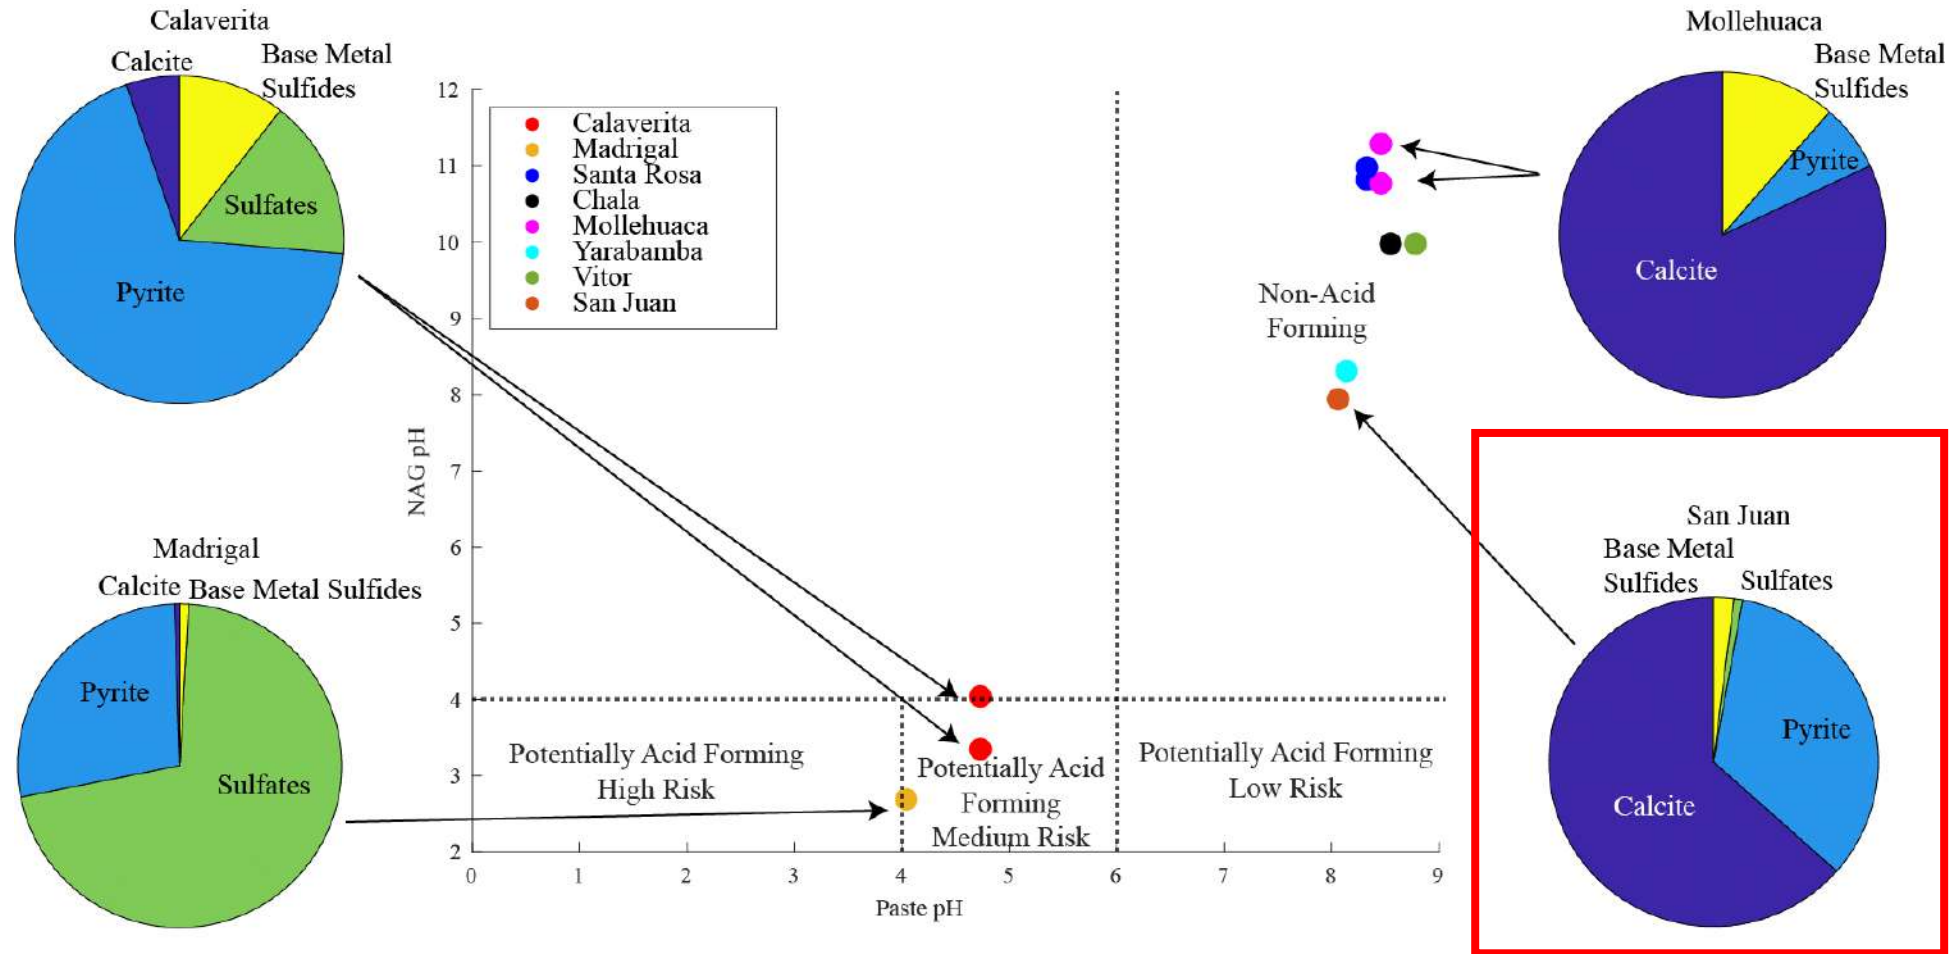 Calaverita
Calcite
Base Metal
Sulfides
Sulfates
Pyrite
Madrigal
Calcite
Base Metal Sulfides
Pyrite
Sulfates
12
11
10
9
8
7
6
5
4
3
2
NAG pH
Calaverita
Madrigal
Santa Rosa
Chala
Mollehuaca
Yarabamba
Vitor
San Juan
Non-Acid
Forming
Potentially Acid Forming
High Risk
Potentially Acid
Forming
Medium Risk
Potentially Acid Forming
Low Risk
0
1
2
3
4
5
6
7
8
9
Paste pH
Mollehuaca
Base Metal
Sulfides
Pyrite
Calcite
San Juan
Base Metal
Sulfides
Sulfates
Pyrite
Calcite